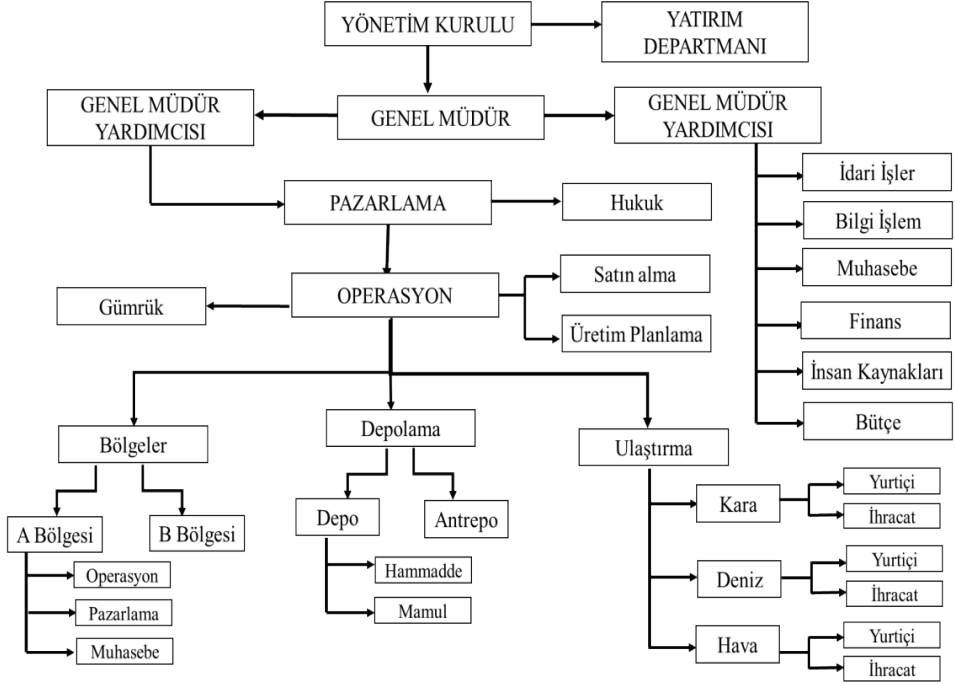 YÖNETİM KURULU
YATIRIM
DEPARTMANI
GENEL MÜDÜR
YARDIMCISI
GENEL MÜDÜR
GENEL MÜDÜR
YARDIMCISI
İdari İşler
PAZARLAMA
Hukuk
Bilgi İşlem
Muhasebe
Satın alma
OPERASYON
Gümrük
Finans
Üretim Planlama
İnsan Kaynakları
Bütçe
Bölgeler
Depolama
Ulaştırma
Kara
Yurtiçi
İhracat
A Bölgesi
B Bölgesi
Depo
Antrepo
Operasyon
Hammadde
Deniz
Yurtiçi
İhracat
Pazarlama
Mamul
Muhasebe
Hava
Yurtiçi
İhracat